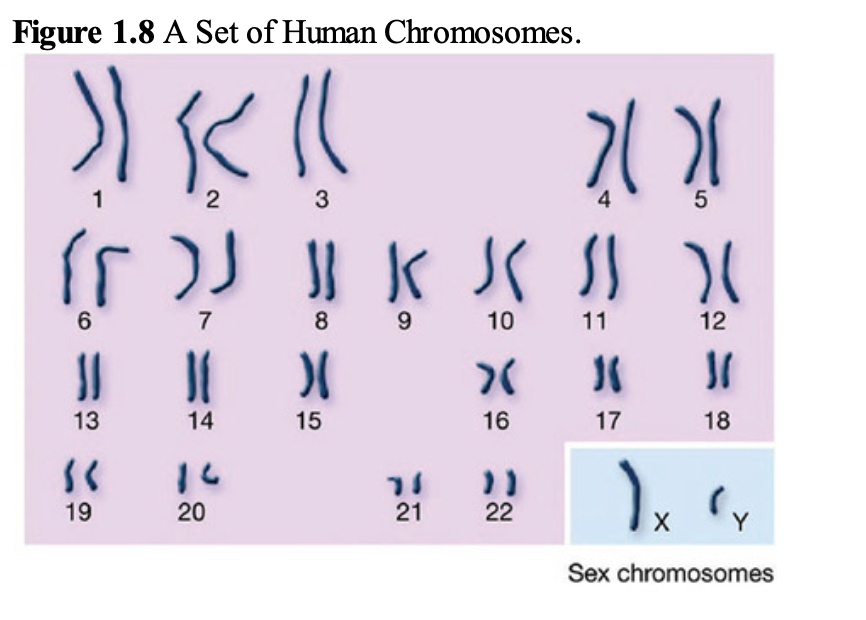 Figure 1.8 A Set of Human Chromosomes.
1 2 3 4 5
6 7 8 9 10 11 12
13 14 15 16 17 18
19 20 21 22 X Y
Sex chromosomes